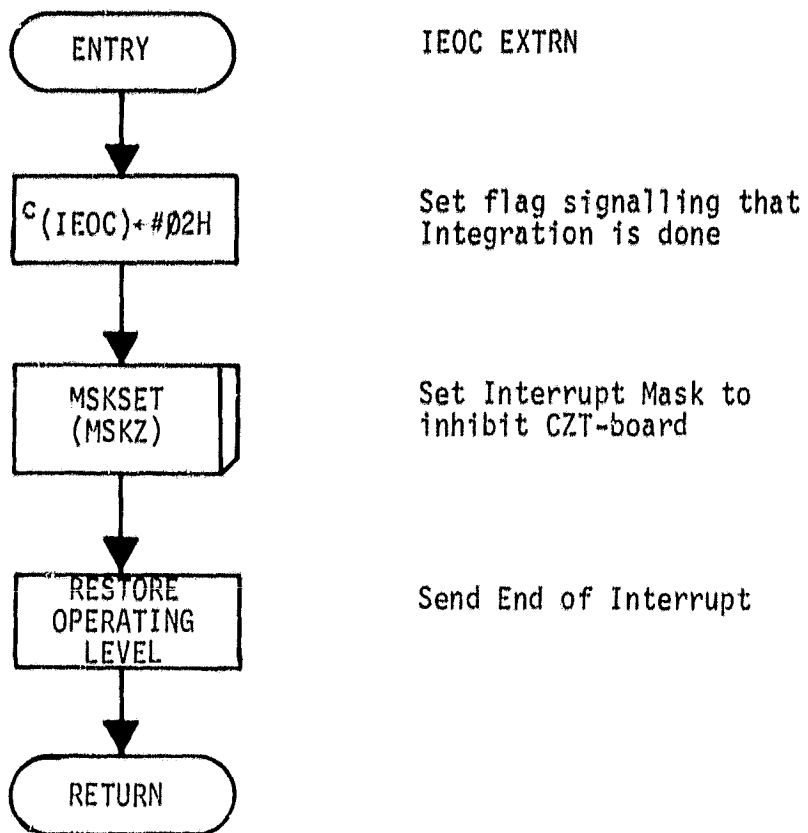 ENTRY
IEOC EXTRN
c(IEOC)←#02H
Set flag signalling that
Integration is done
MSKSET
(MSKZ)
Set Interrupt Mask to
inhibit CZT-board
RESTORE
OPERATING
LEVEL
Send End of Interrupt
RETURN